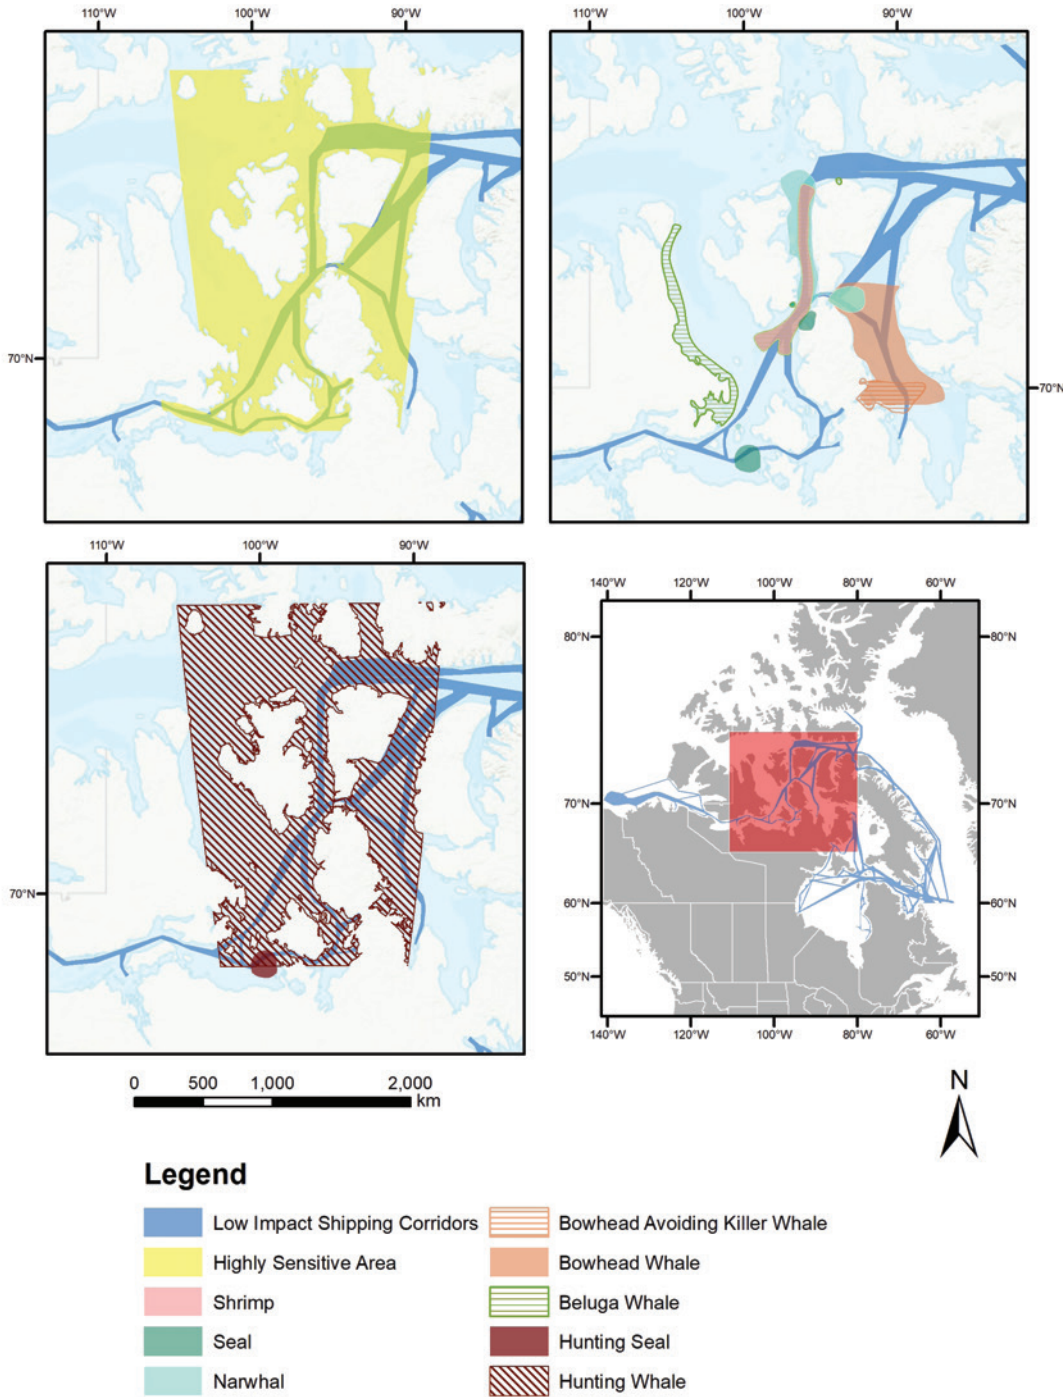 110°W 100°W 90°W
70°N
110°W 100°W 90°W
70°N
110°W 100°W 90°W
70°N
140°W 120°W 100°W 80°W 60°W
80°N 80°N
70°N 70°N
60°N 60°N
50°N 50°N
140°W 120°W 100°W 80°W 60°W
0 500 1,000 2,000
km
N
Legend
Low Impact Shipping Corridors
Highly Sensitive Area
Shrimp
Seal
Narwhal
Bowhead Avoiding Killer Whale
Bowhead Whale
Beluga Whale
Hunting Seal
Hunting Whale